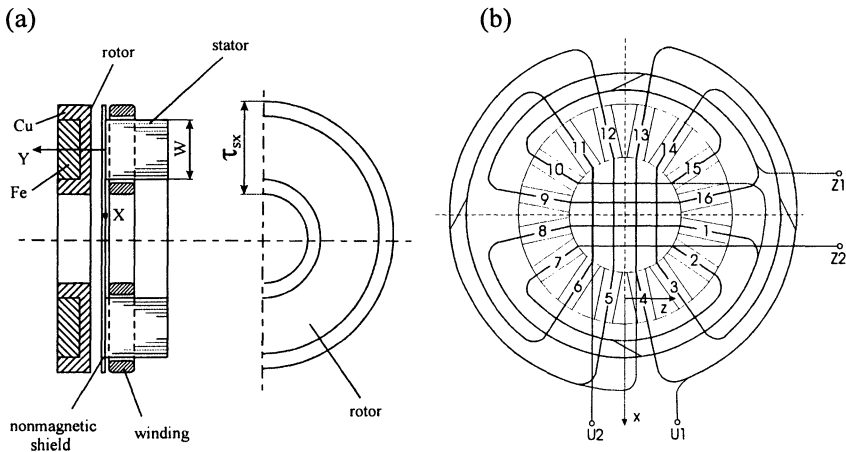 (a)
rotor
stator
Cu
Y
Fe
W
X
τsx
nonmagnetic
shield
winding
rotor
(b)
11
12
13
14
10
15
9
16
8
1
7
2
6
5
4
3
z
Z1
Z2
U2
x
U1